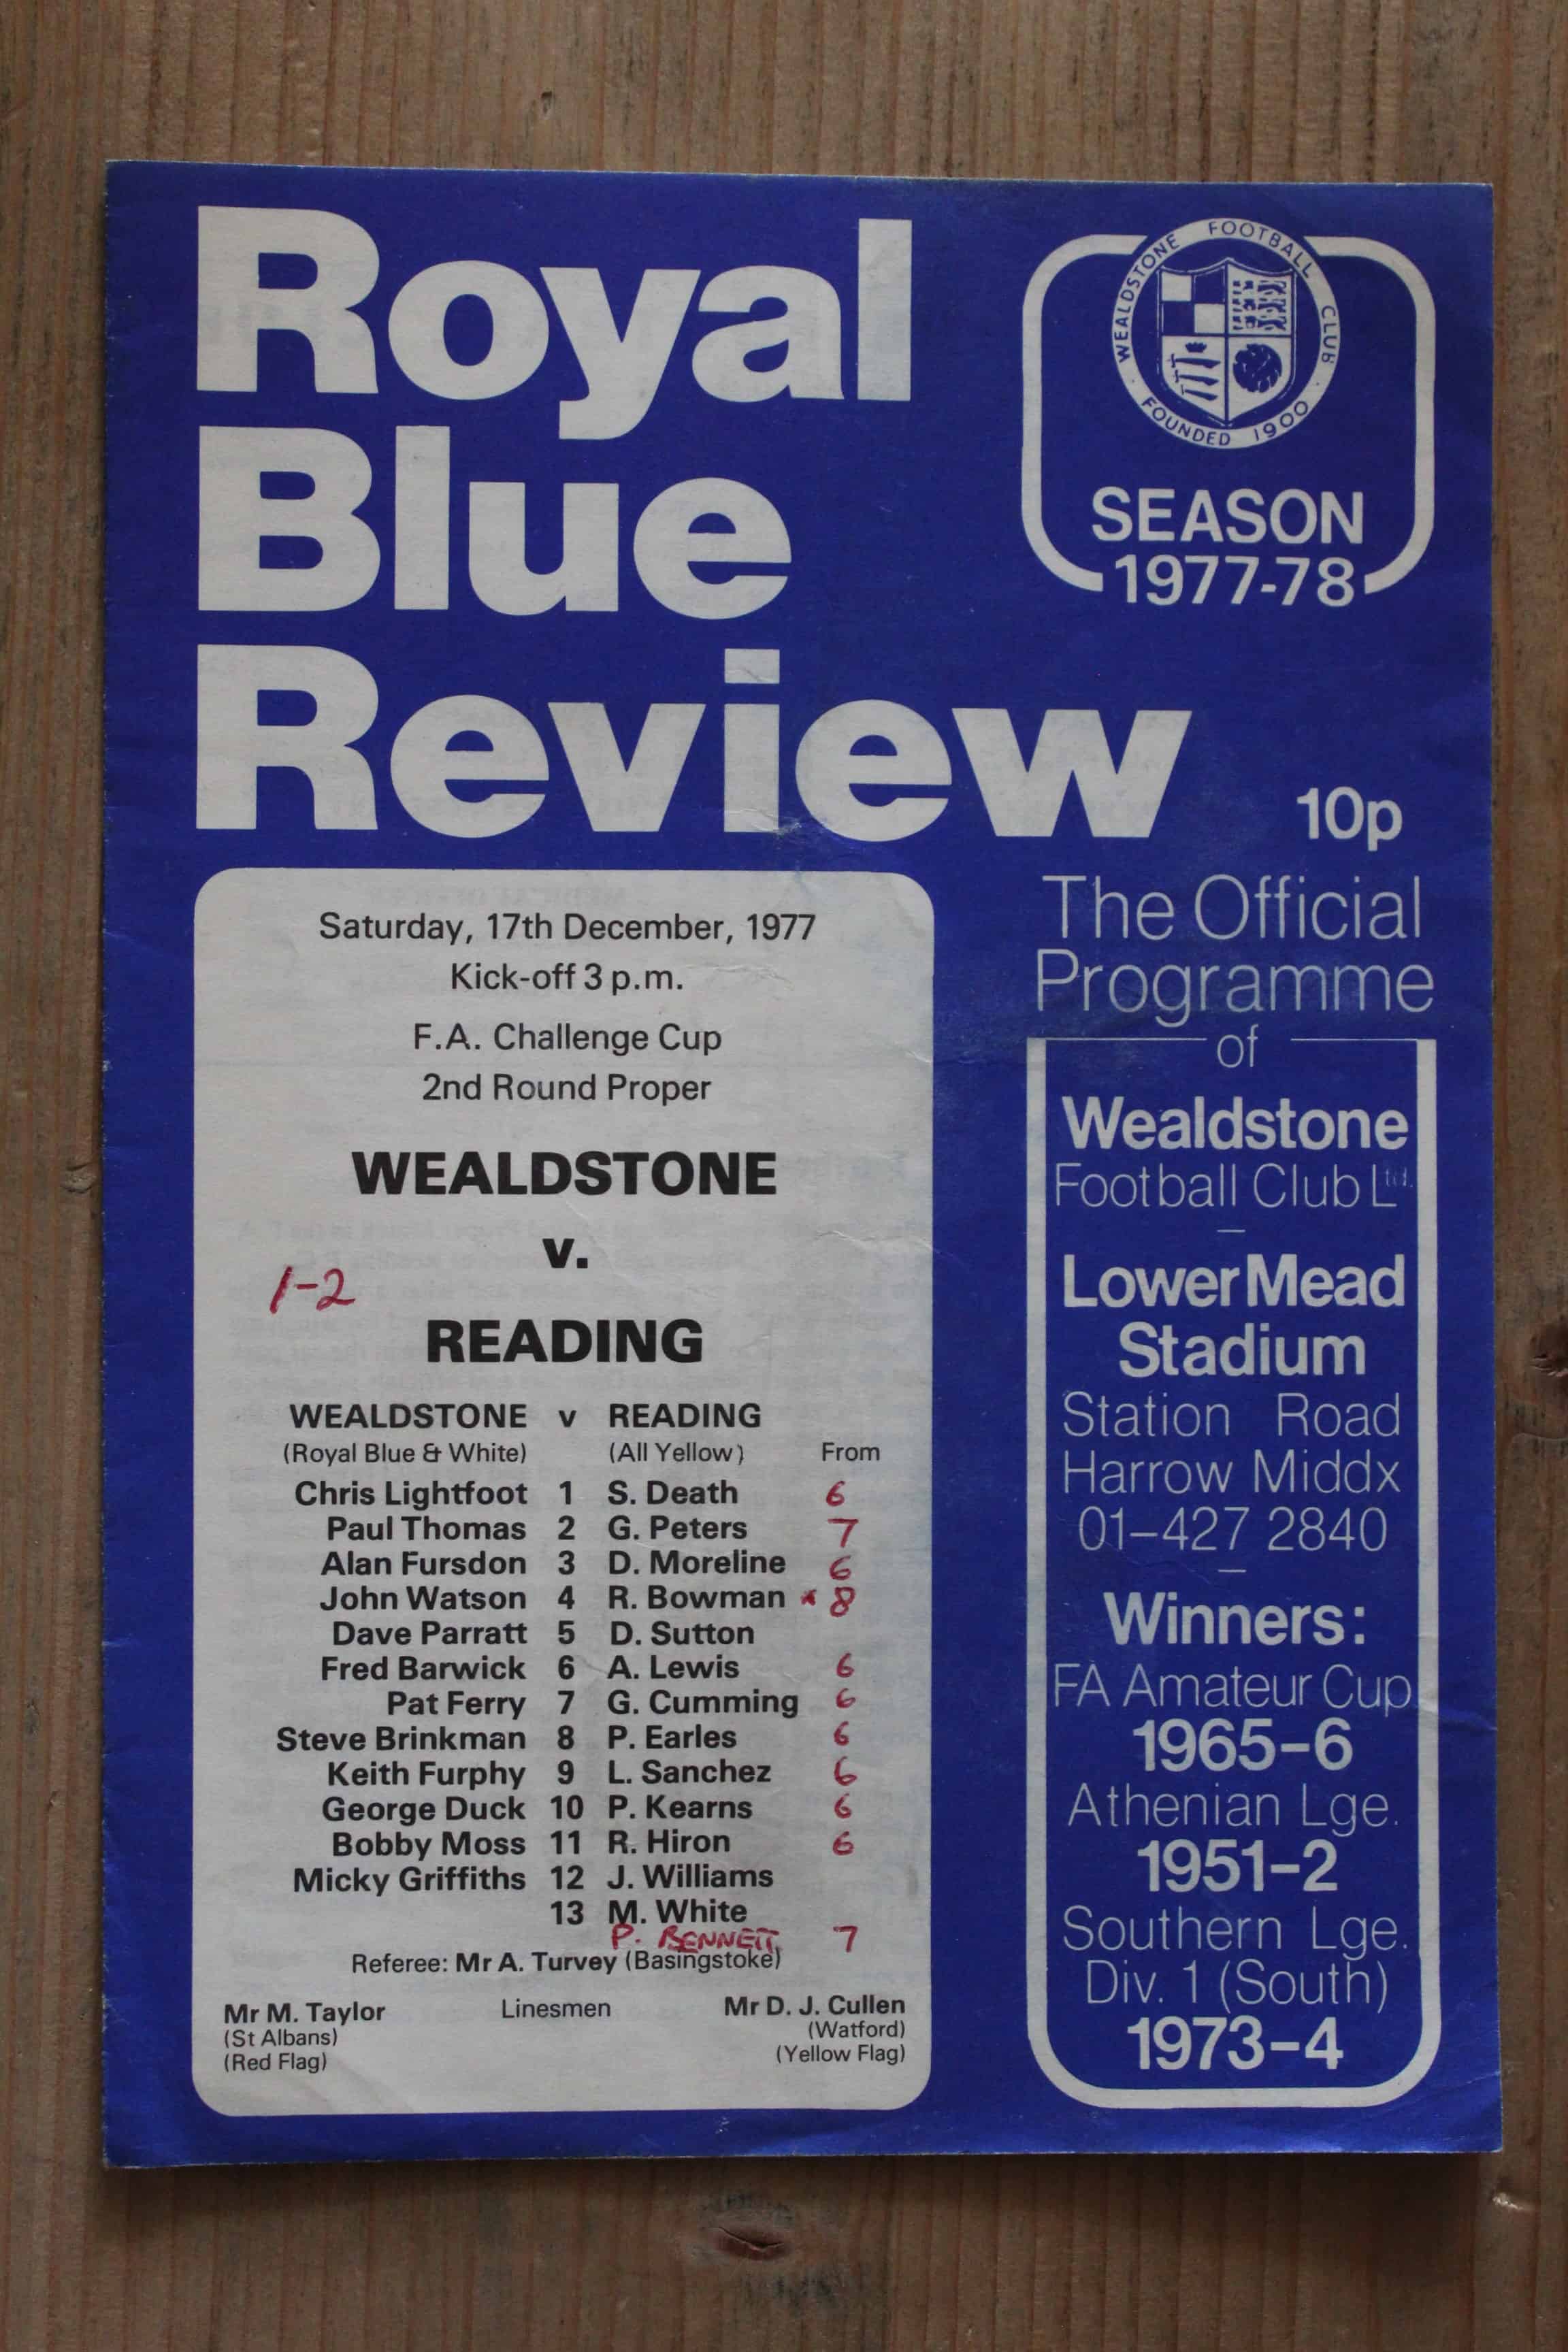 Royal
Blue
Review
WEALDSTONE FOOTBALL CLUB
FOUNDED 1900
SEASON
1977-78
10p
Saturday, 17th December, 1977
Kick-off 3 p.m.
F.A. Challenge Cup
2nd Round Proper
WEALDSTONE
v.
1-2
READING
WEALDSTONE v READING
(Royal Blue & White) (All Yellow) From
Chris Lightfoot 1 S. Death 6
Paul Thomas 2 G. Peters 7
Alan Fursdon 3 D. Moreline 6
John Watson 4 R. Bowman * 8
Dave Parratt 5 D. Sutton
Fred Barwick 6 A. Lewis 6
Pat Ferry 7 G. Cumming 6
Steve Brinkman 8 P. Earles 6
Keith Furphy 9 L. Sanchez 6
George Duck 10 P. Kearns 6
Bobby Moss 11 R. Hiron 6
Micky Griffiths 12 J. Williams
13 M. White
P. BENNETT 7
Referee: Mr A. Turvey (Basingstoke)
Mr M. Taylor Linesmen Mr D. J. Cullen
(St Albans) (Watford)
(Red Flag) (Yellow Flag)
The Official
Programme
of
Wealdstone
Football Club Ltd.
Lower Mead
Stadium
Station Road
Harrow Middx
01-427 2840
Winners:
FA Amateur Cup
1965-6
Athenian Lge.
1951-2
Southern Lge.
Div. 1 (South)
1973-4